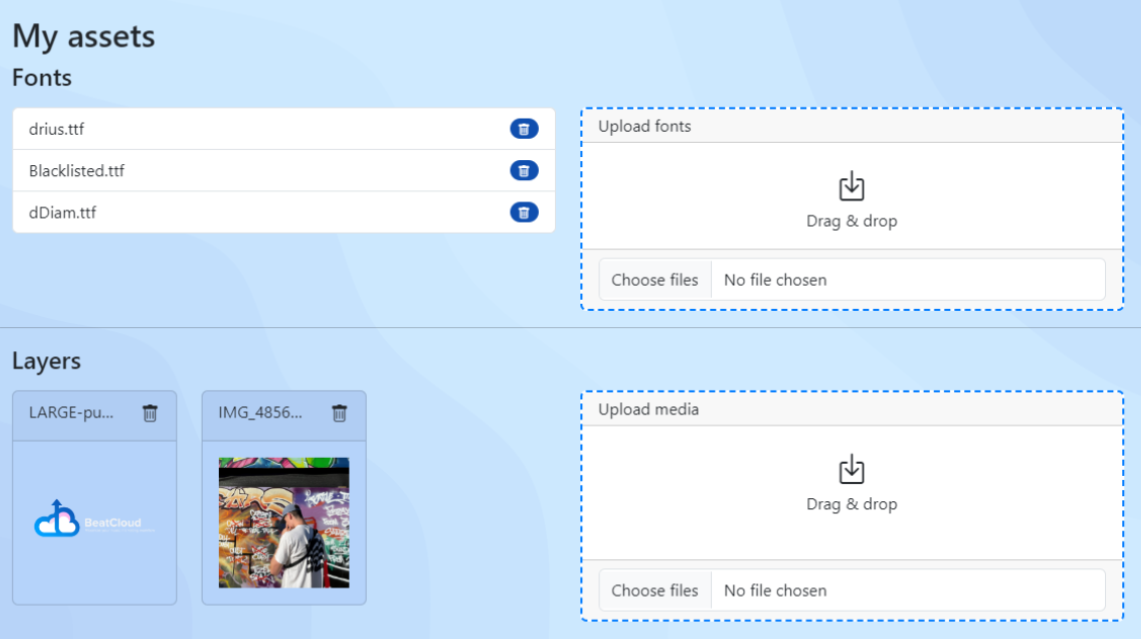 My assets
Fonts
drius.ttf
Blacklisted.ttf
dDiam.ttf
Upload fonts
Drag & drop
Choose files
No file chosen
Layers
LARGE-pu...
IMG_4856...
BeatCloud
Upload media
Drag & drop
Choose files
No file chosen